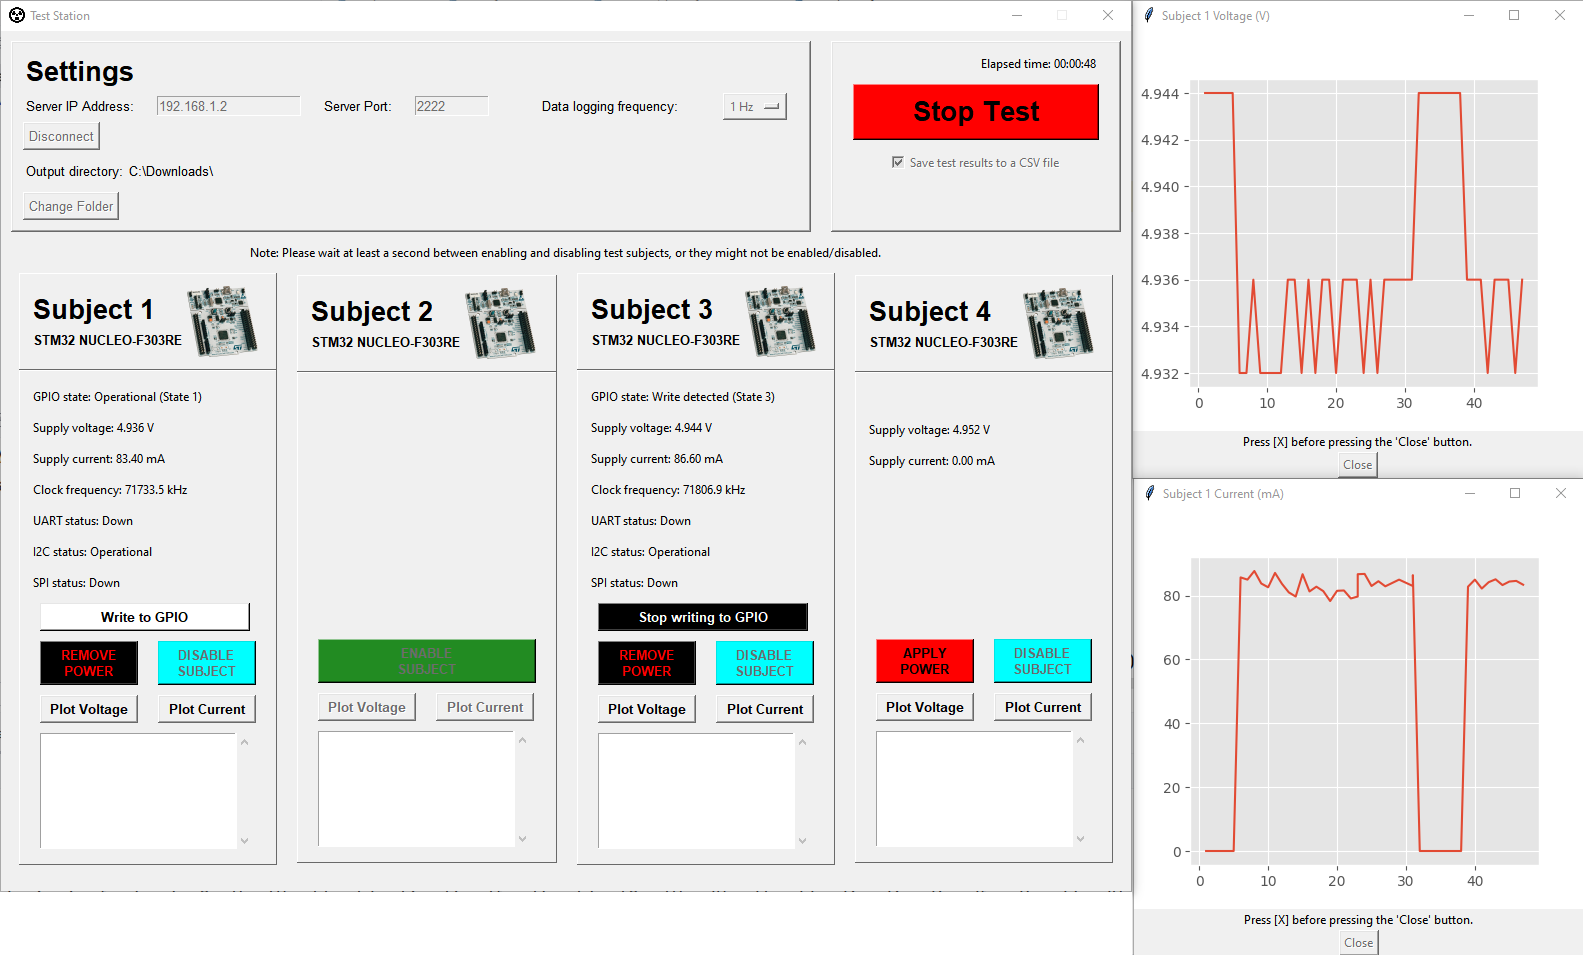 Test Station
Settings
Server IP Address: 192.168.1.2 Server Port: 2222 Data logging frequency: 1 Hz
Disconnect
Output directory: C:\Downloads\
Change Folder
Elapsed time: 00:00:48
Stop Test
Save test results to a CSV file
Note: Please wait at least a second between enabling and disabling test subjects, or they might not be enabled/disabled.
Subject 1
STM32 NUCLEO-F303RE
GPIO state: Operational (State 1)
Supply voltage: 4.936 V
Supply current: 83.40 mA
Clock frequency: 71733.5 kHz
UART status: Down
I2C status: Operational
SPI status: Down
Write to GPIO
REMOVE POWER
DISABLE SUBJECT
Plot Voltage
Plot Current
Subject 2
STM32 NUCLEO-F303RE
ENABLE SUBJECT
Plot Voltage
Plot Current
Subject 3
STM32 NUCLEO-F303RE
GPIO state: Write detected (State 3)
Supply voltage: 4.944 V
Supply current: 86.60 mA
Clock frequency: 71806.9 kHz
UART status: Down
I2C status: Operational
SPI status: Down
Stop writing to GPIO
REMOVE POWER
DISABLE SUBJECT
Plot Voltage
Plot Current
Subject 4
STM32 NUCLEO-F303RE
Supply voltage: 4.952 V
Supply current: 0.00 mA
APPLY POWER
DISABLE SUBJECT
Plot Voltage
Plot Current
Subject 1 Voltage (V)
4.944
4.942
4.940
4.938
4.936
4.934
4.932
0 10 20 30 40
Press [X] before pressing the 'Close' button.
Close
Subject 1 Current (mA)
80
60
40
20
0
0 10 20 30 40
Press [X] before pressing the 'Close' button.
Close